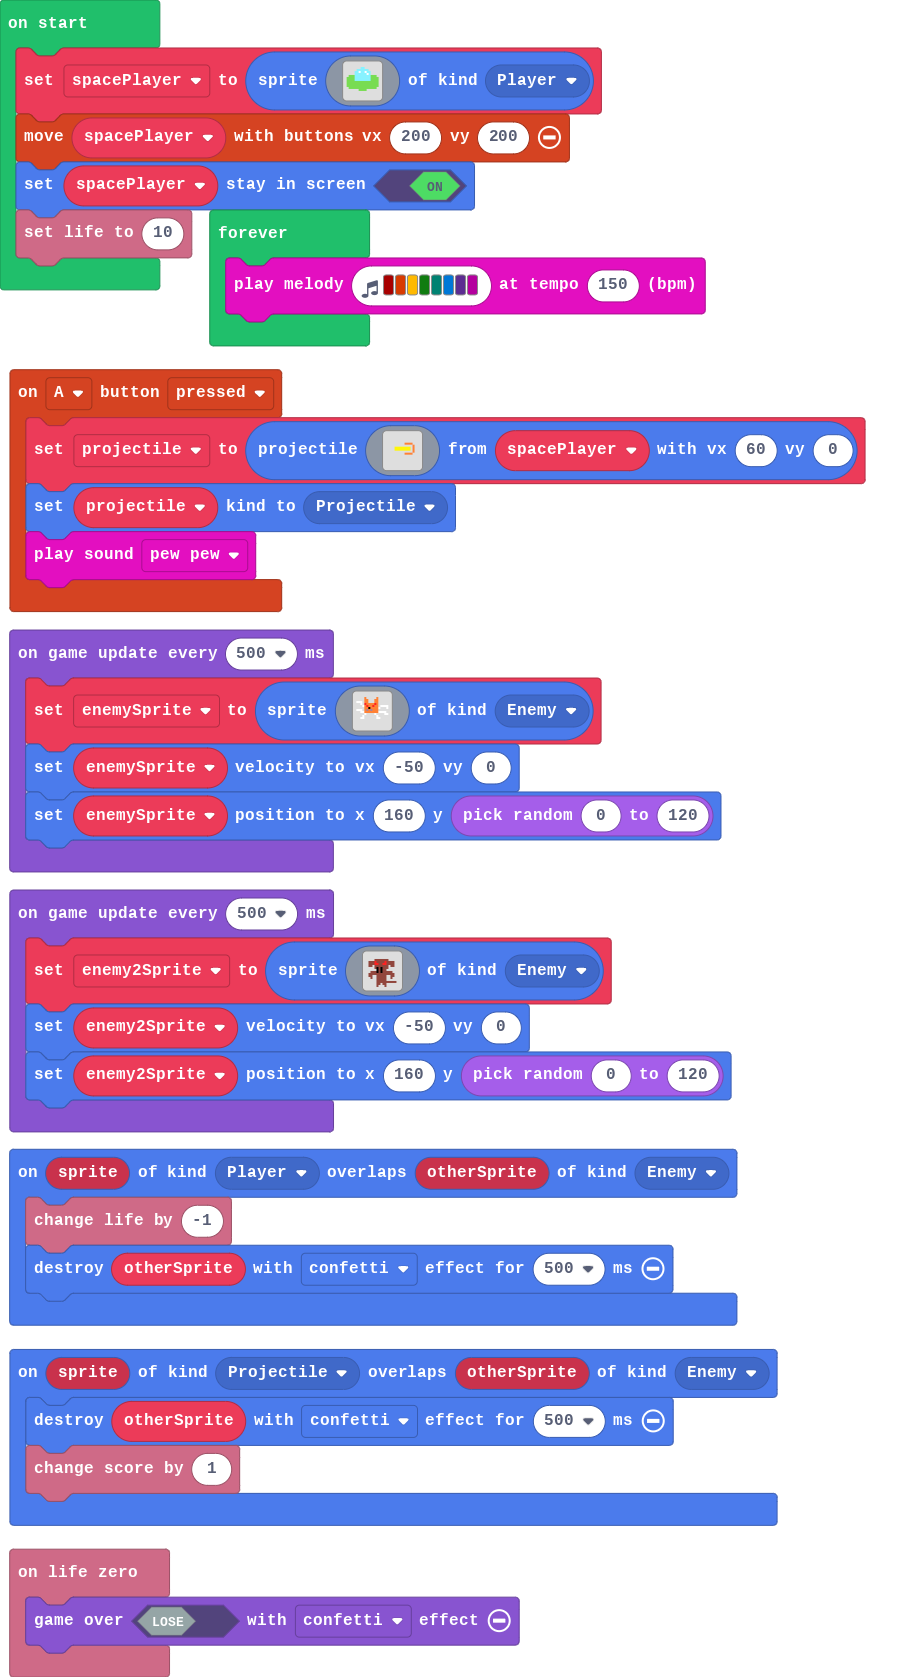 on start
set spacePlayer to sprite of kind Player
move spacePlayer with buttons vx 200 vy 200
set spacePlayer stay in screen ON
set life to 10
forever
play melody at tempo 150 (bpm)
on A button pressed
set projectile to projectile from spacePlayer with vx 60 vy 0
set projectile kind to Projectile
play sound pew pew
on game update every 500 ms
set enemySprite to sprite of kind Enemy
set enemySprite velocity to vx -50 vy 0
set enemySprite position to x 160 y pick random 0 to 120
on game update every 500 ms
set enemy2Sprite to sprite of kind Enemy
set enemy2Sprite velocity to vx -50 vy 0
set enemy2Sprite position to x 160 y pick random 0 to 120
on sprite of kind Player overlaps otherSprite of kind Enemy
change life by -1
destroy otherSprite with confetti effect for 500 ms
on sprite of kind Projectile overlaps otherSprite of kind Enemy
destroy otherSprite with confetti effect for 500 ms
change score by 1
on life zero
game over LOSE with confetti effect